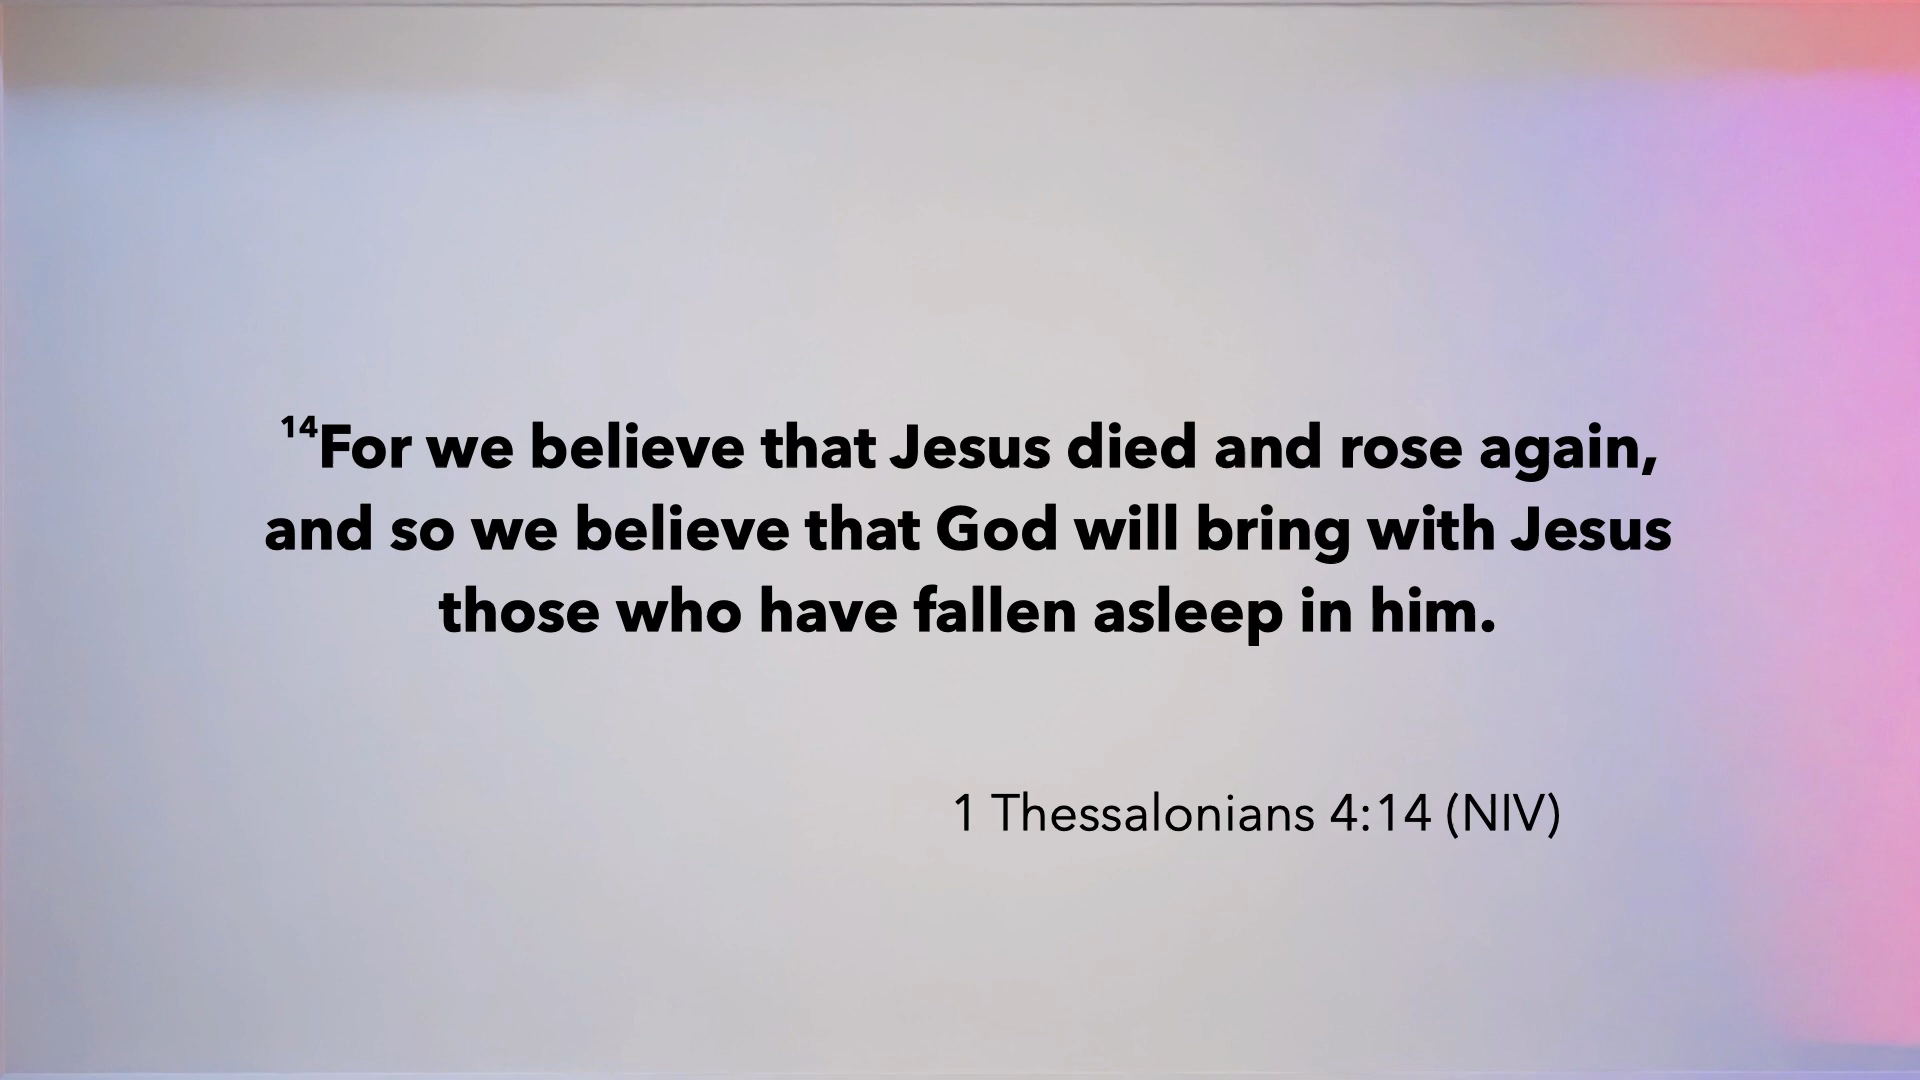 ¹⁴For we believe that Jesus died and rose again,
and so we believe that God will bring with Jesus
those who have fallen asleep in him.
1 Thessalonians 4:14 (NIV)